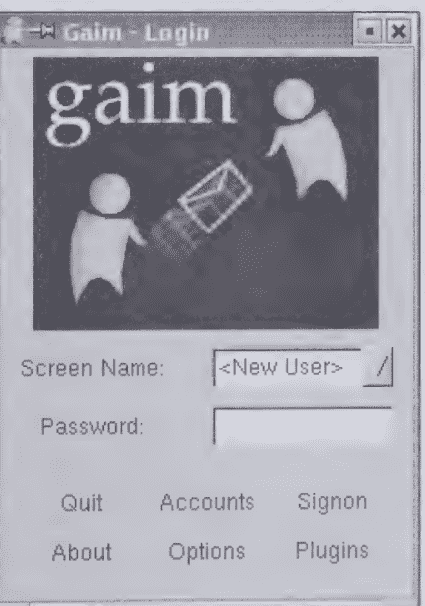 Gaim - Login
gaim
Screen Name: <New User>
Password:
Quit Accounts Signon
About Options Plugins